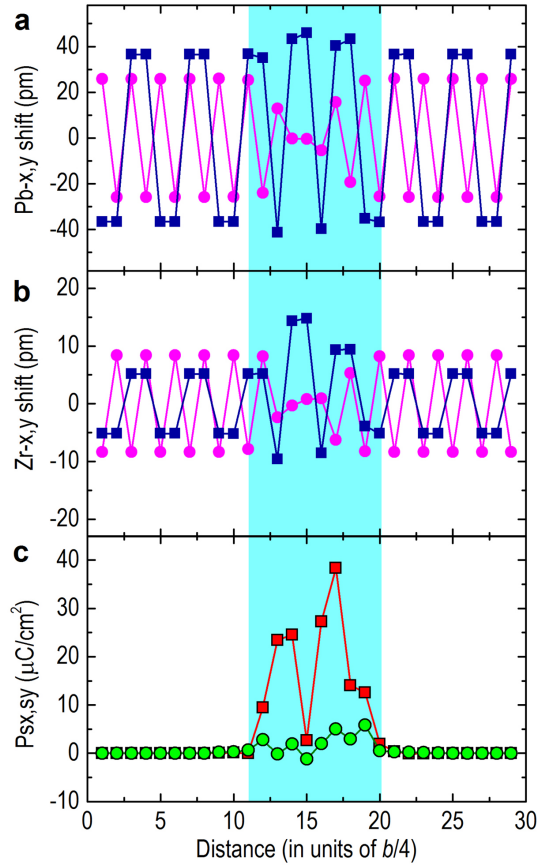 a
40
20
0
-20
-40
Pb-x,y shift (pm)
b
20
10
0
-10
-20
Zr-x,y shift (pm)
c
40
30
20
10
0
-10
Psx,sy (μC/cm²)
0 5 10 15 20 25 30
Distance (in units of b/4)